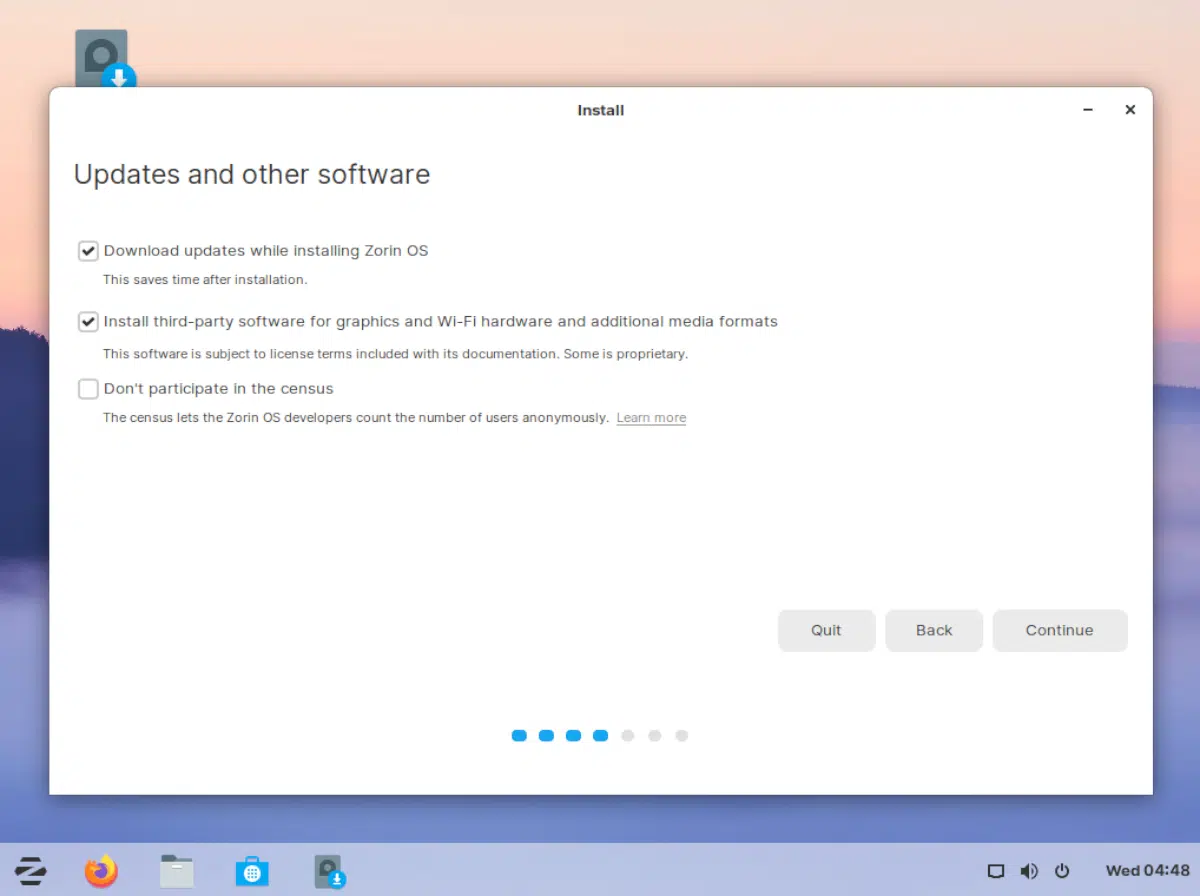 Install
Updates and other software
Download updates while installing Zorin OS
This saves time after installation.
Install third-party software for graphics and Wi-Fi hardware and additional media formats
This software is subject to license terms included with its documentation. Some is proprietary.
Don't participate in the census
The census lets the Zorin OS developers count the number of users anonymously. Learn more
Quit Back Continue
Wed 04:48